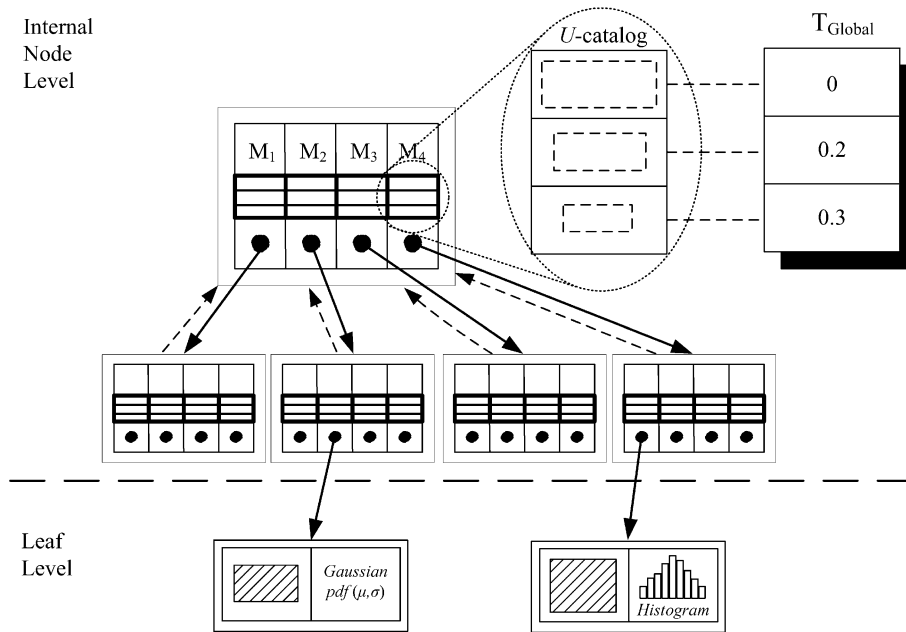 Internal
Node
Level
U-catalog
T_Global
0
0.2
0.3
M_1 M_2 M_3 M_4
Leaf
Level
Gaussian
pdf (μ,σ)
Histogram